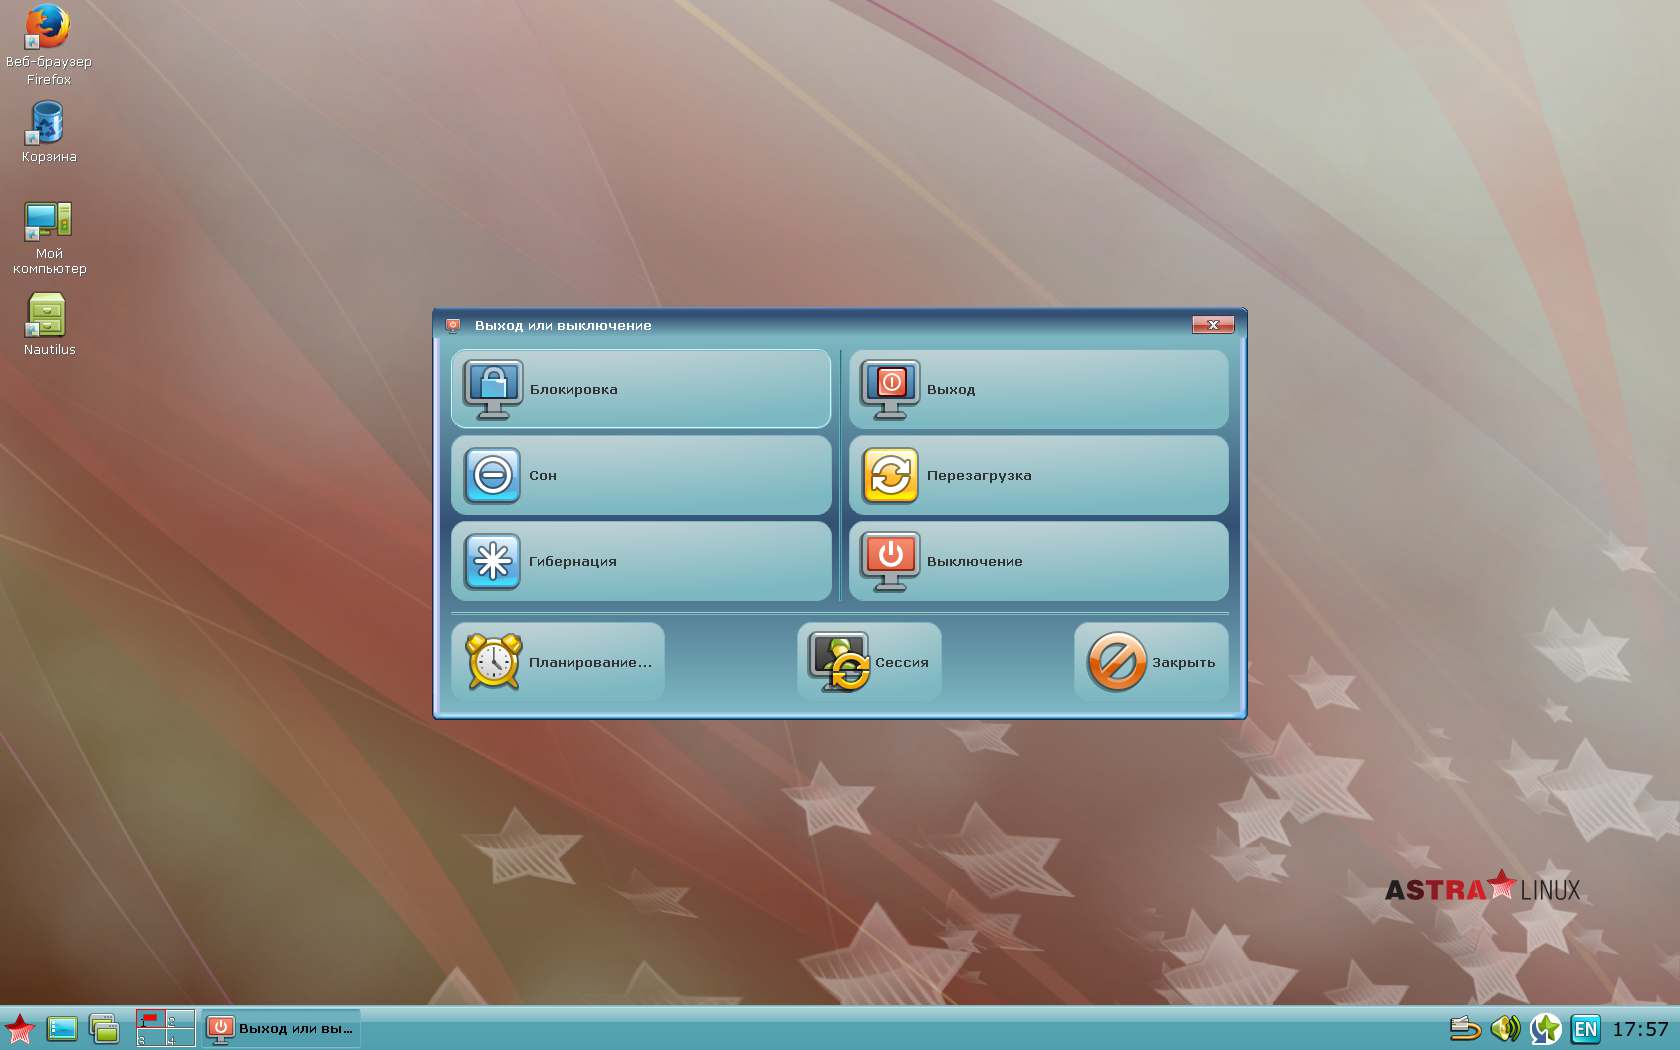 Веб-браузер
Firefox
Корзина
Мой
компьютер
Nautilus
Выход или выключение
Блокировка
Выход
Сон
Перезагрузка
Гибернация
Выключение
Планирование...
Сессия
Закрыть
ASTRA LINUX
1 2
3 4
Выход или вы...
EN
17:57